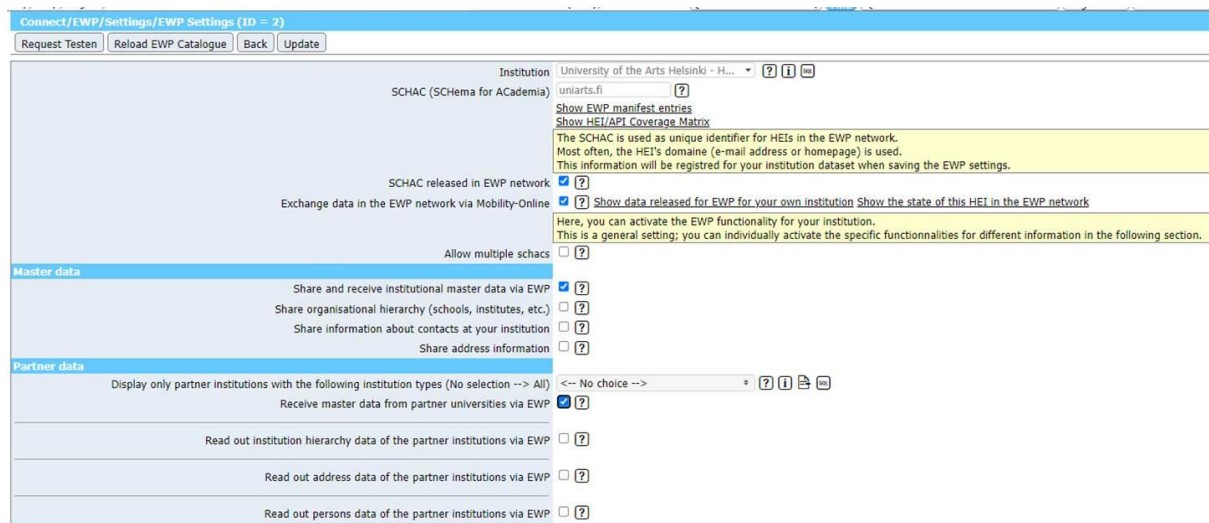 Connect/EWP/Settings/EWP Settings (ID = 2)
Request Testen Reload EWP Catalogue Back Update
Institution University of the Arts Helsinki - H... ? i SQL
SCHAC (SCHema for ACademia) uniarts.fi ?
Show EWP manifest entries
Show HEI/API Coverage Matrix
The SCHAC is used as unique identifier for HEIs in the EWP network.
Most often, the HEI's domain (e-mail address or homepage) is used.
This information will be registred for your institution dataset when saving the EWP settings.
SCHAC released in EWP network ?
Exchange data in the EWP network via Mobility-Online ? Show data released for EWP for your own institution Show the state of this HEI in the EWP network
Here, you can activate the EWP functionality for your institution.
This is a general setting; you can individually activate the specific functionnalities for different information in the following section.
Allow multiple schacs ?
Master data
Share and receive institutional master data via EWP ?
Share organisational hierarchy (schools, institutes, etc.) ?
Share information about contacts at your institution ?
Share address information ?
Partner data
Display only partner institutions with the following institution types (No selection --> All) <-- No choice --> ? i SQL
Receive master data from partner universities via EWP ?
Read out institution hierarchy data of the partner institutions via EWP ?
Read out address data of the partner institutions via EWP ?
Read out persons data of the partner institutions via EWP ?